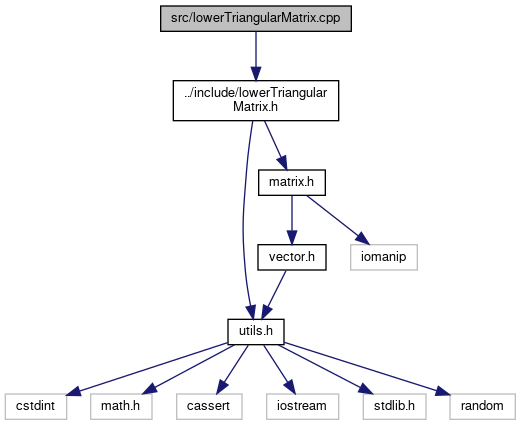 src/lowerTriangularMatrix.cpp
../include/lowerTriangular
Matrix.h
matrix.h
vector.h
iomanip
utils.h
cstdint
math.h
cassert
iostream
stdlib.h
random